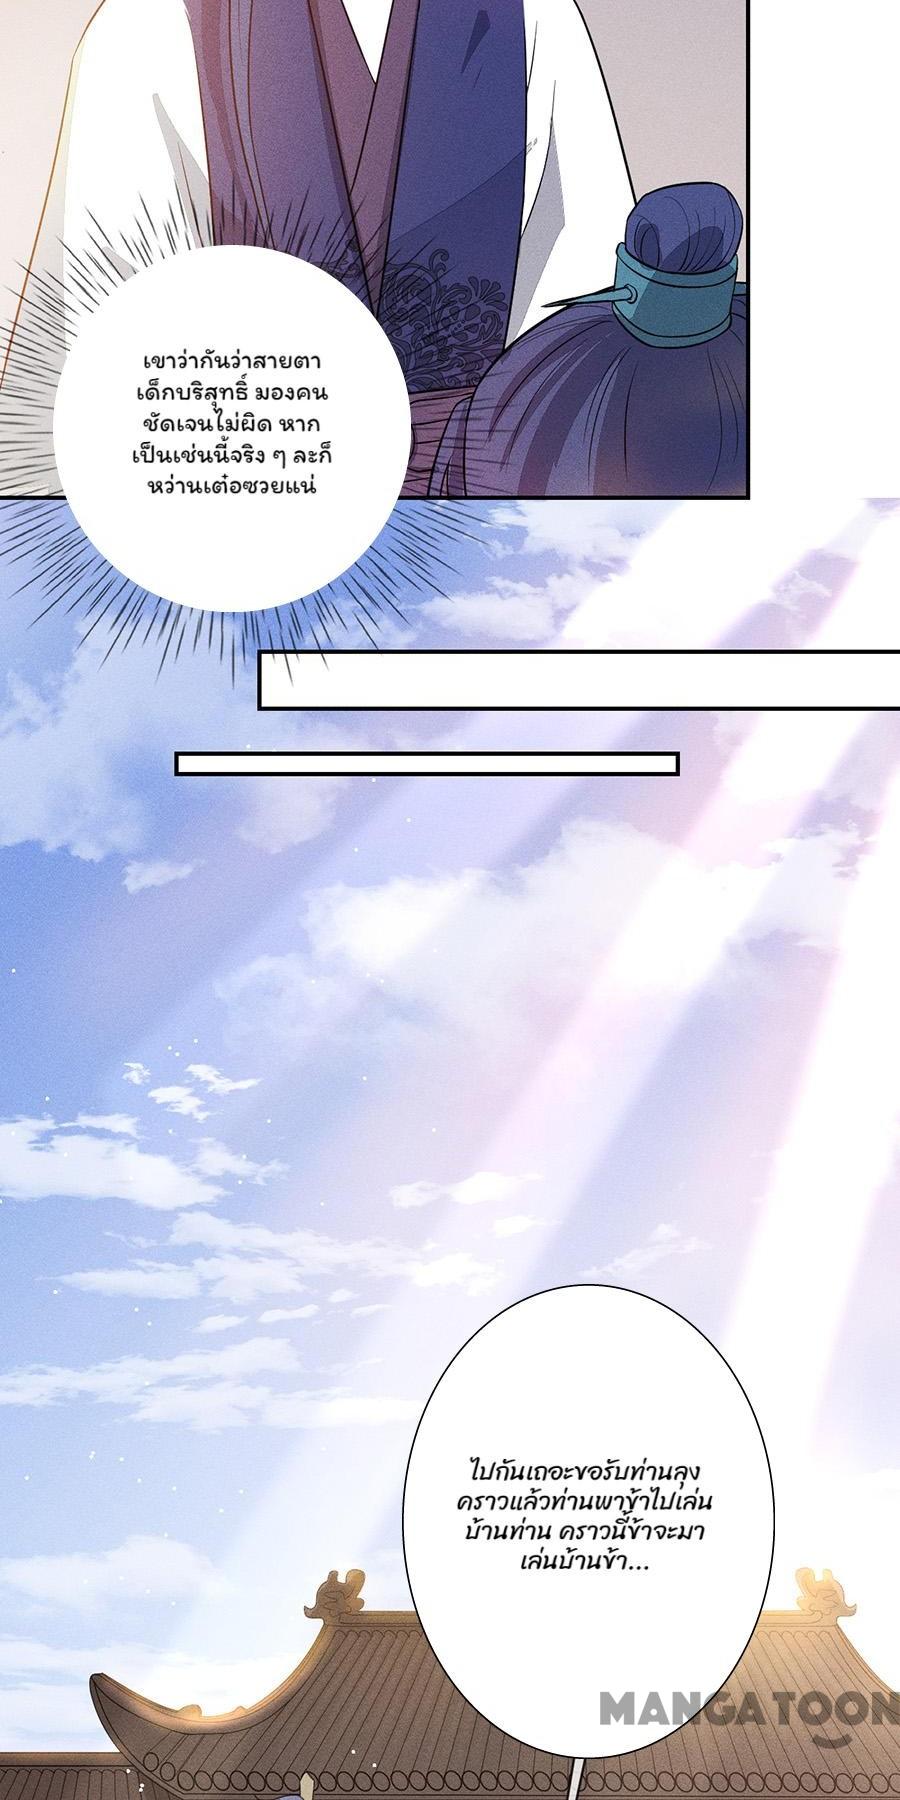 เขาว่ากันว่าสายตา
เด็กบริสุทธิ์ มองคน
ชัดเจนไม่ผิด หาก
เป็นเช่นนี้จริง ๆ ละก็
หว่านเต๋อซวยแน่
ไปกันเถอะขอรับท่านลุง
คราวแล้วท่านพาข้าไปเล่น
บ้านท่าน คราวนี้ข้าจะมา
เล่นบ้านข้า...
MANGATOON